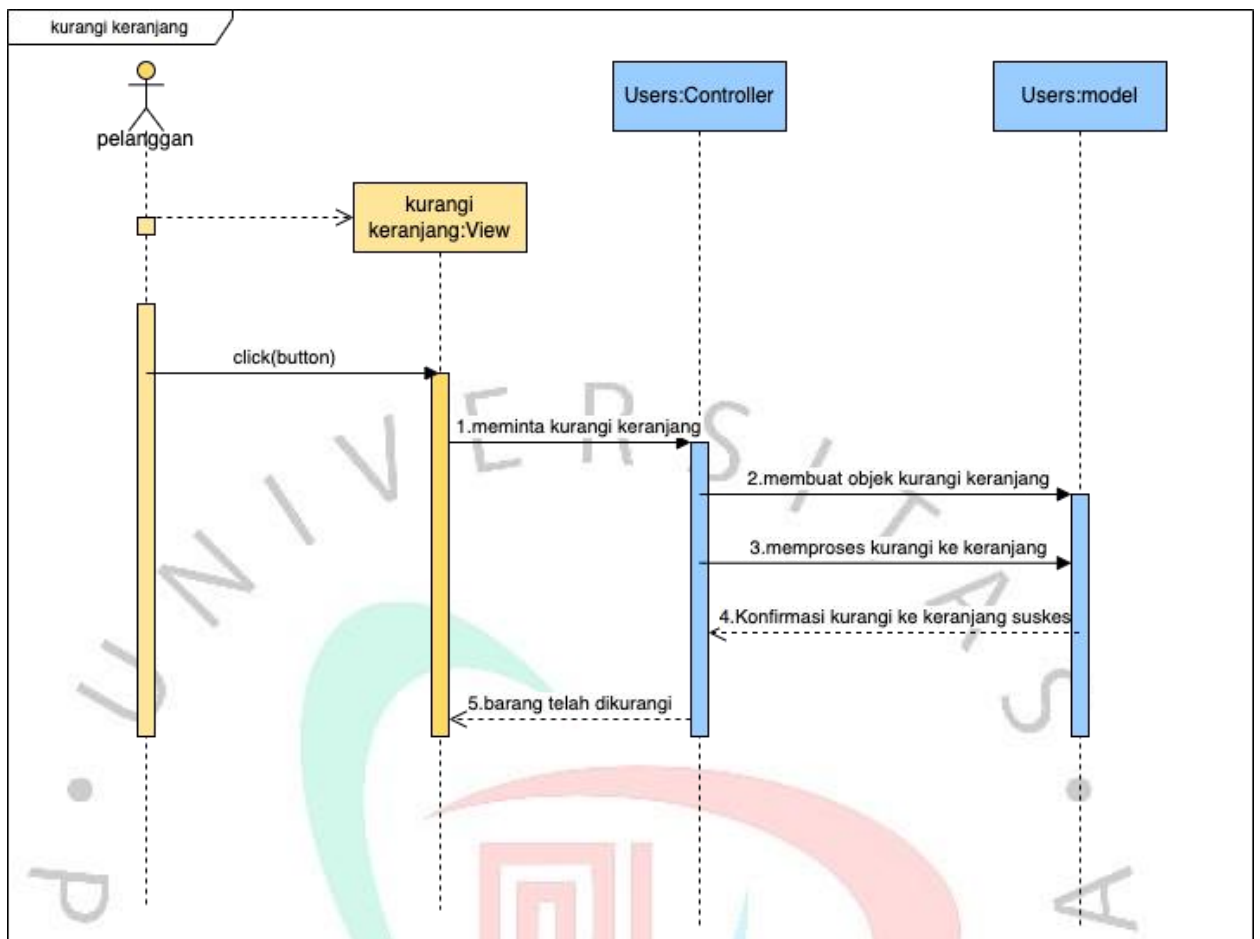 kurangi keranjang
pelanggan
Users:Controller
Users:model
kurangi
keranjang:View
click(button)
1.meminta kurangi keranjang
2.membuat objek kurangi keranjang
3.memproses kurangi ke keranjang
4.Konfirmasi kurangi ke keranjang suskes
5.barang telah dikurangi
P • UNIVERSITAS • A